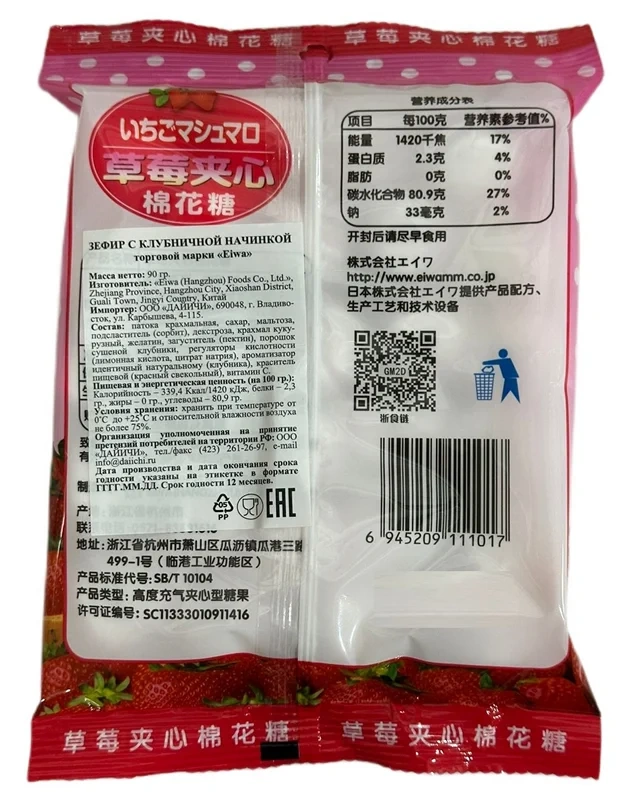 草莓夹心棉花糖
草莓夹心棉花糖
いちごマシュマロ
草莓夹心
棉花糖
ЗЕФИР С КЛУБНИЧНОЙ НАЧИНКОЙ
торговой марки «Eiwa»
Масса нетто: 90 гр.
Изготовитель: «Eiwa (Hangzhou) Foods Co., Ltd.»,
Zhejiang Province, Hangzhou City, Xiaoshan District,
Guali Town, Jingyi Country, Китай
Импортер: ООО «ДАЙИЧИ», 690048, г. Владиво-
сток, ул. Карбышева, 4-115.
Состав: патока крахмальная, сахар, мальтоза,
подсластитель (сорбит), декстроза, крахмал куку-
рузный, желатин, загуститель (пектин), порошок
сушеной клубники, регуляторы кислотности
(лимонная кислота, цитрат натрия), ароматизатор
идентичный натуральному (клубника), краситель
пищевой (красный свекольный), витамин С.
Пищевая и энергетическая ценность (на 100 гр.):
Калорийность – 339,4 Ккал/1420 кДж, белки – 2,3
гр., жиры – 0 гр., углеводы – 80,9 гр.
Условия хранения: хранить при температуре от
0°С до +25°С и относительной влажности воздуха
не более 75%.
Организация уполномоченная на принятие
претензий потребителей на территории РФ: ООО
«ДАЙИЧИ», тел./факс (423) 261-26-97, e-mail
info@daiichi.ru
Дата производства и дата окончания срока
годности указаны на этикетке в формате
ГГГГ.ММ.ДД. Срок годности 12 месяцев.
05
PP
EAC
致
有
制
产
联系
地址: 浙江省杭州市萧山区瓜沥镇瓜港三路
499-1号 (临港工业功能区)
产品标准代号: SB/T 10104
产品类型: 高度充气夹心型糖果
许可证编号: SC11333010911416
营养成分表
项目 每100克 营养素参考值%
能量 1420千焦 17%
蛋白质 2.3克 4%
脂肪 0克 0%
碳水化合物 80.9克 27%
钠 33毫克 2%
开封后请尽早食用
株式会社エイワ
http://www.eiwamm.co.jp
日本株式会社エイワ提供产品配方、
生产工艺和技术设备
GM2D
浙食链
6 945209 111017
草莓夹心棉花糖
草莓夹心棉花糖